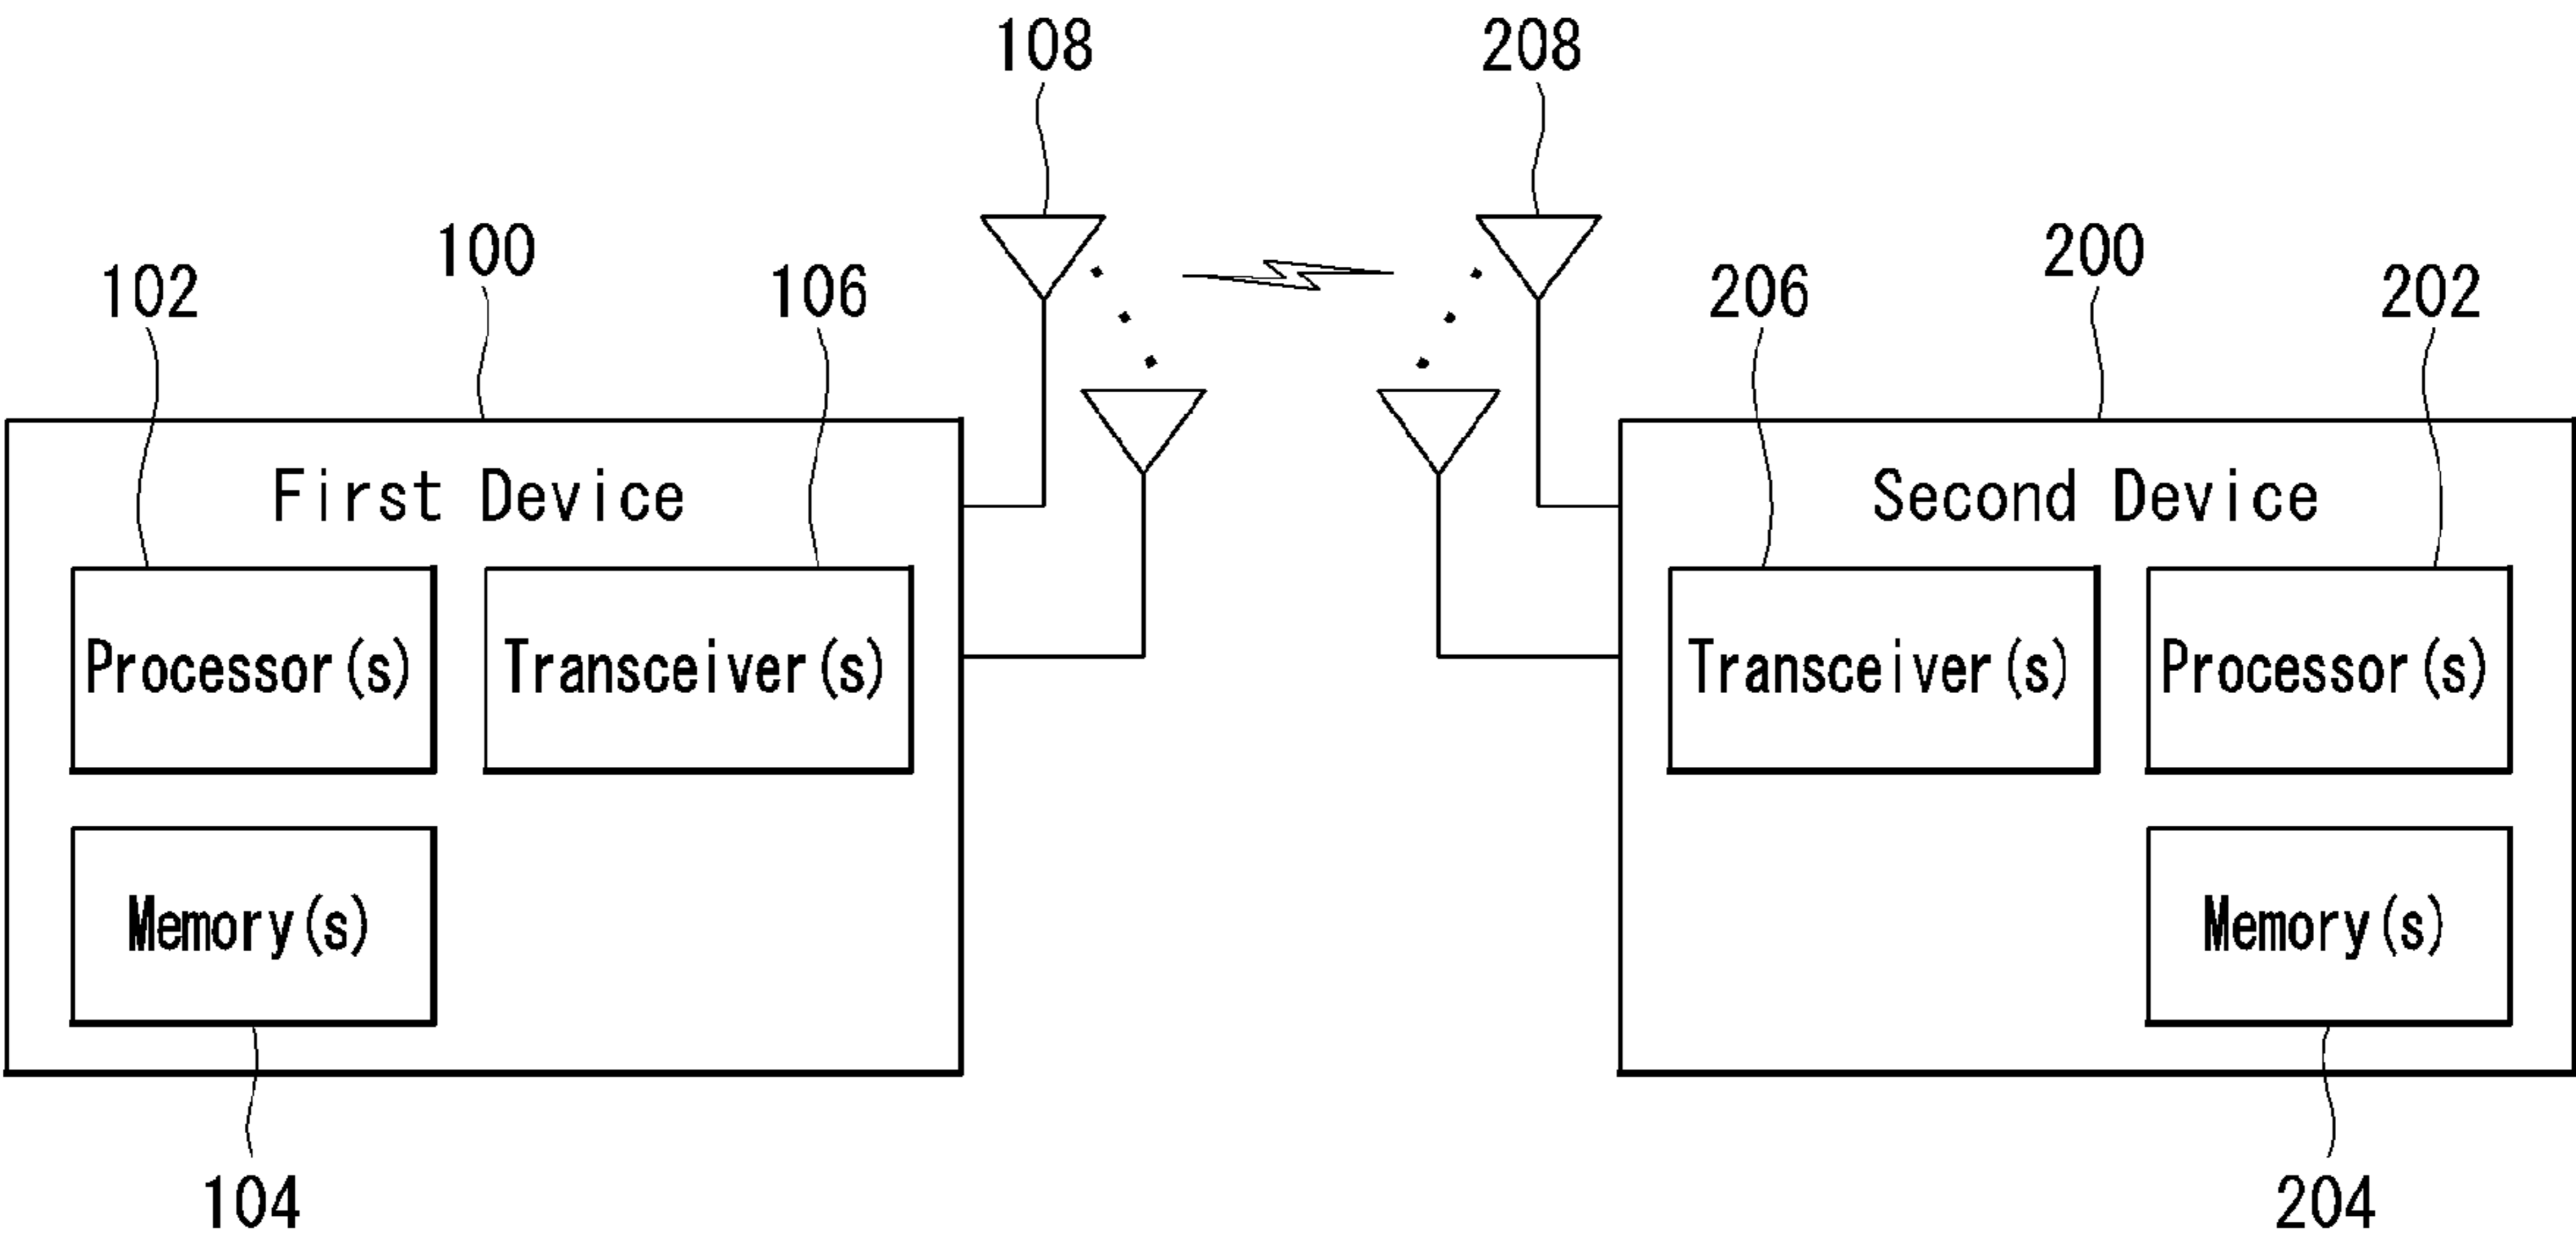 108 208
100 200
102 106 206 202
First Device Second Device
Processor(s) Transceiver(s) Transceiver(s) Processor(s)
Memory(s) Memory(s)
104 204